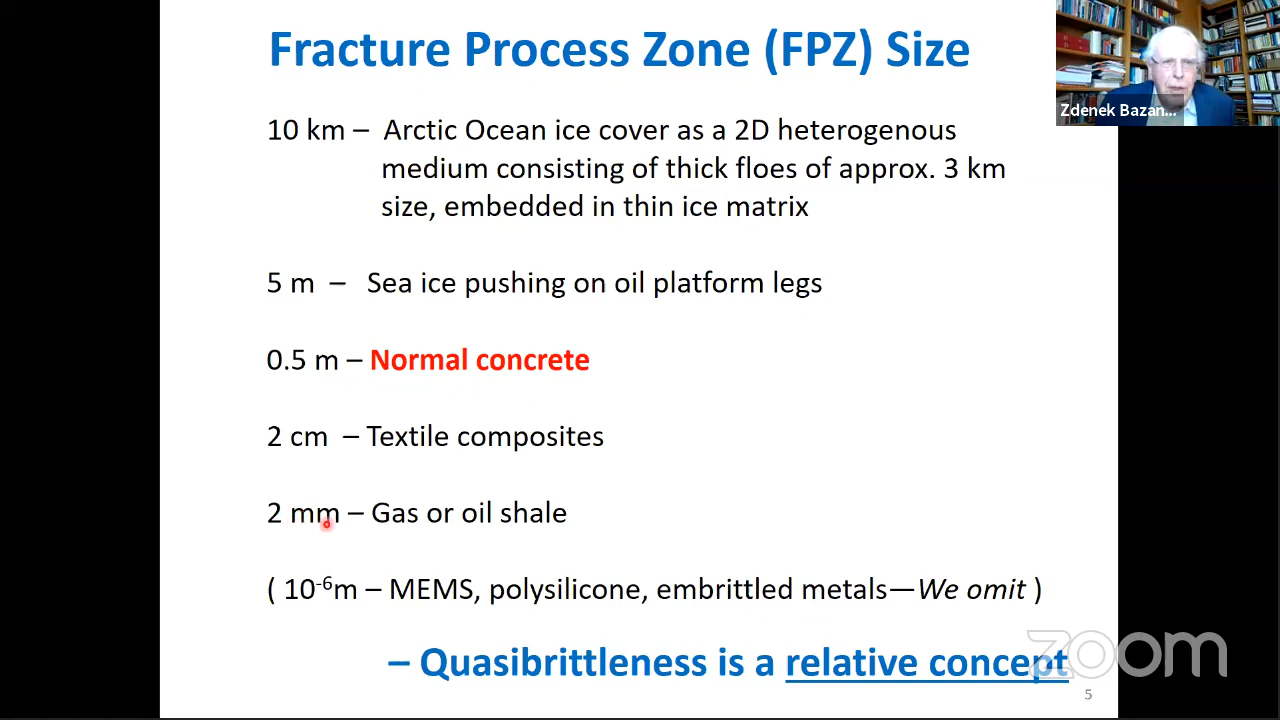 Fracture Process Zone (FPZ) Size
Zdenek Bazan...
10 km – Arctic Ocean ice cover as a 2D heterogenous
medium consisting of thick floes of approx. 3 km
size, embedded in thin ice matrix
5 m – Sea ice pushing on oil platform legs
0.5 m – Normal concrete
2 cm – Textile composites
2 mm – Gas or oil shale
( 10⁻⁶m – MEMS, polysilicone, embrittled metals—We omit )
– Quasibrittleness is a relative concept
zoom
5